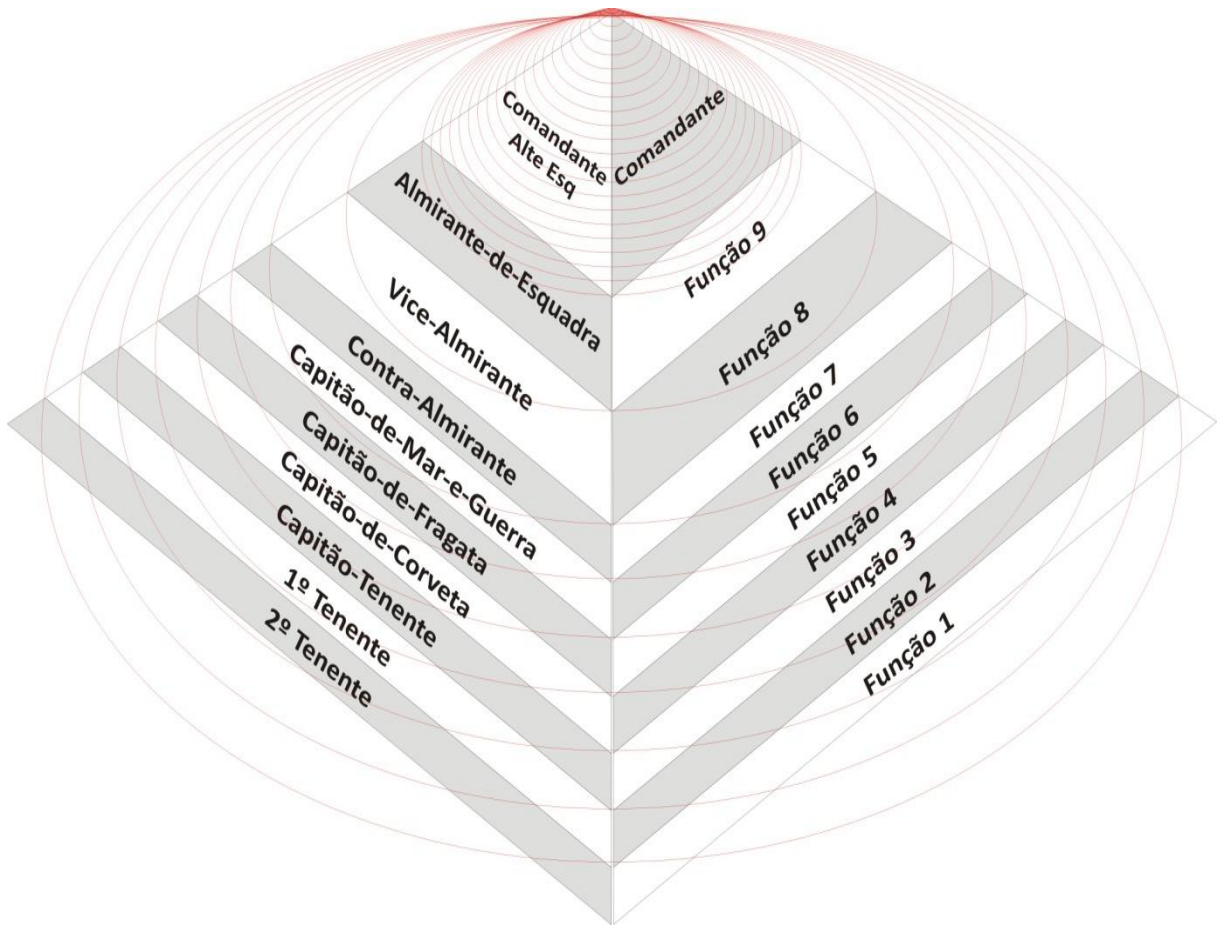 Comandante
Alte Esq
Almirante-de-Esquadra
Vice-Almirante
Contra-Almirante
Capitão-de-Mar-e-Guerra
Capitão-de-Fragata
Capitão-de-Corveta
Capitão-Tenente
1º Tenente
2º Tenente
Comandante
Função 9
Função 8
Função 7
Função 6
Função 5
Função 4
Função 3
Função 2
Função 1